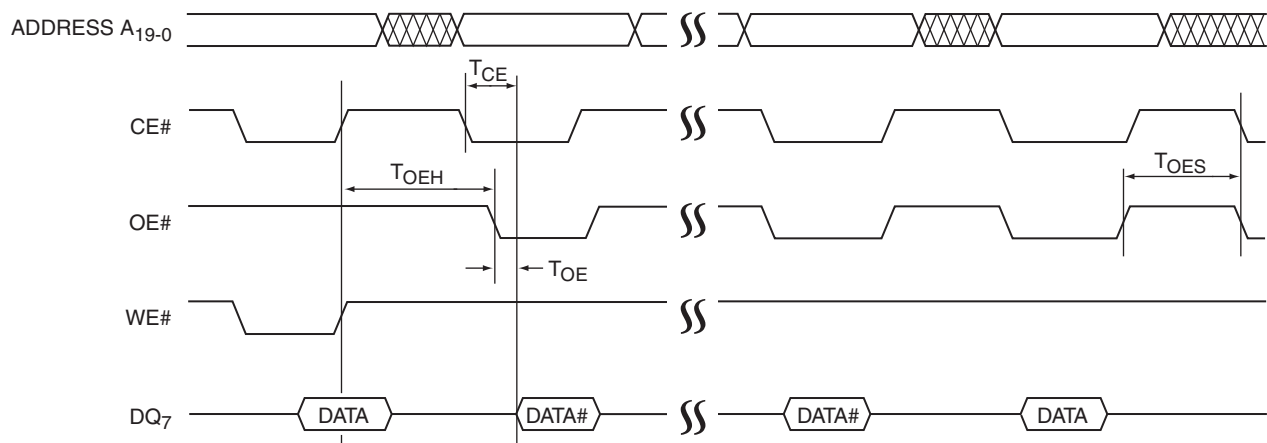 ADDRESS A19-0
TCE
CE#
TOEH
TOES
OE#
TOE
WE#
DQ7
DATA
DATA#
DATA#
DATA